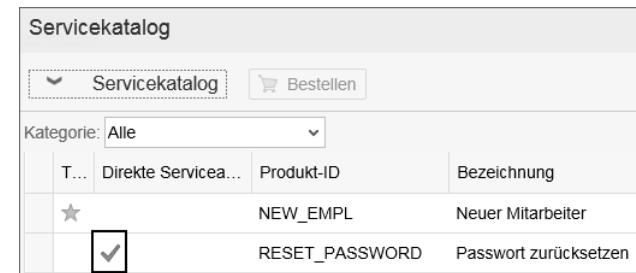 Servicekatalog
Servicekatalog Bestellen
Kategorie: Alle
T... Direkte Servicea... Produkt-ID Bezeichnung
NEW_EMPL Neuer Mitarbeiter
RESET_PASSWORD Passwort zurücksetzen